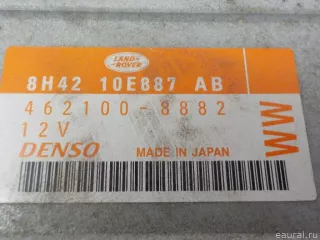 LAND-
ROVER
8H42 10E887 AB
462100-8882
12V
DENSO MADE IN JAPAN
WW
eaural.ru